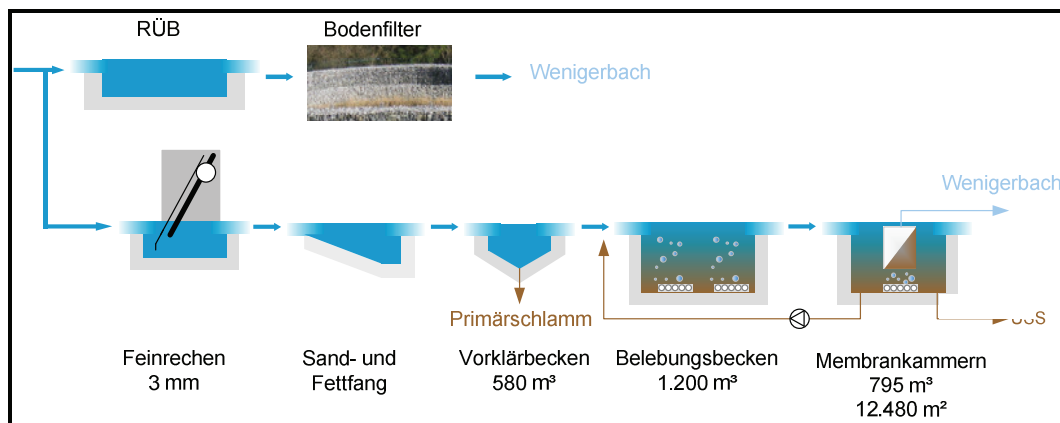 RÜB
Bodenfilter
Wenigerbach
Wenigerbach
Primärschlamm
Feinrechen
3 mm
Sand- und
Fettfang
Vorklärbecken
580 m³
Belebungsbecken
1.200 m³
Membrankammern
795 m³
12.480 m²